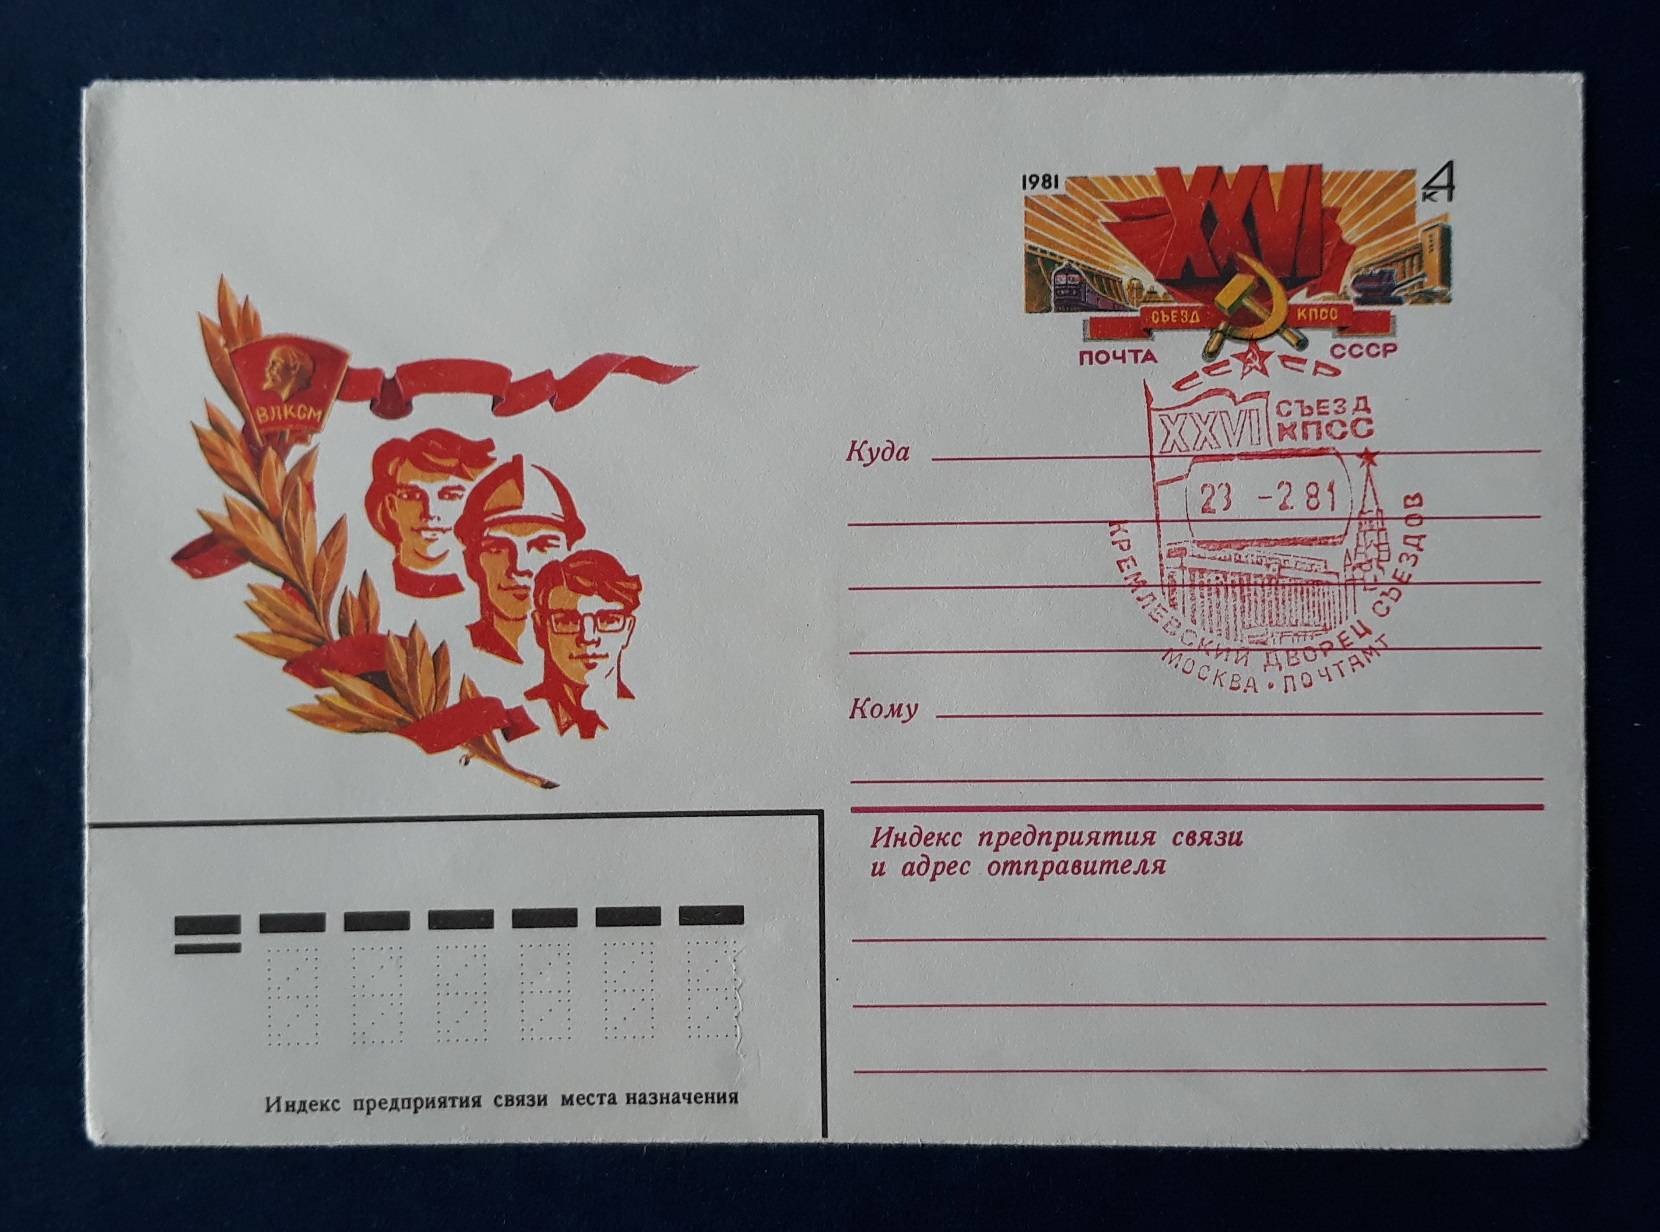 1981
4 К
XXVI
СЪЕЗД КПСС
ПОЧТА СССР
ВЛКСМ
XXVI СЪЕЗД
КПСС
23 -2 81
КРЕМЛЕВСКИЙ ДВОРЕЦ СЪЕЗДОВ
МОСКВА • ПОЧТАМТ
Куда
Кому
Индекс предприятия связи
и адрес отправителя
Индекс предприятия связи места назначения